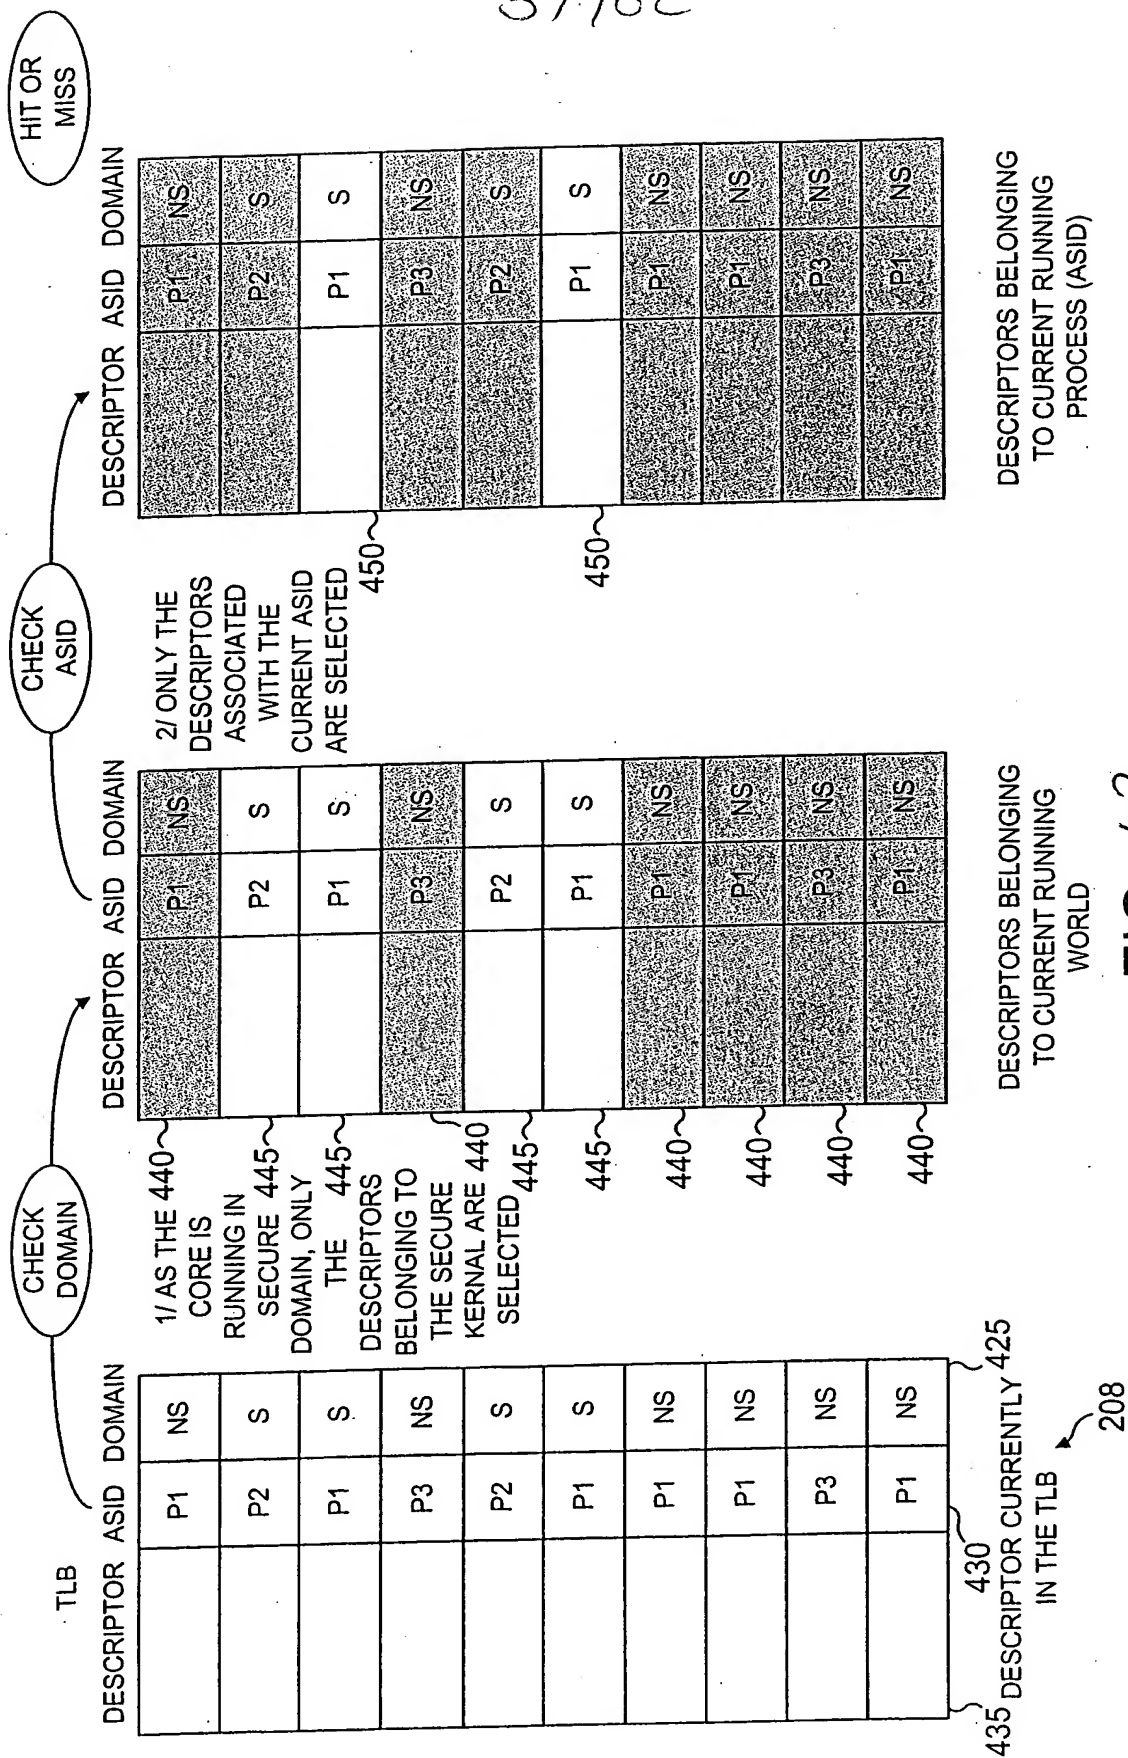 57/62
TLB
CHECK DOMAIN
CHECK ASID
HIT OR MISS
DESCRIPTOR ASID DOMAIN
P1 NS
P2 S
P1 S
P3 NS
P2 S
P1 S
P1 NS
P1 NS
P3 NS
P1 NS
435
430
425
DESCRIPTOR CURRENTLY
IN THE TLB
208
1/ AS THE
CORE IS
RUNNING IN
SECURE
DOMAIN, ONLY
THE
DESCRIPTORS
BELONGING TO
THE SECURE
KERNAL ARE
SELECTED
440
445
445
440
445
445
440
440
440
440
DESCRIPTOR ASID DOMAIN
P1 NS
P2 S
P1 S
P3 NS
P2 S
P1 S
P1 NS
P1 NS
P3 NS
P1 NS
DESCRIPTORS BELONGING
TO CURRENT RUNNING
WORLD
2/ ONLY THE
DESCRIPTORS
ASSOCIATED
WITH THE
CURRENT ASID
ARE SELECTED
450
450
DESCRIPTOR ASID DOMAIN
P1 NS
P2 S
P1 S
P3 NS
P2 S
P1 S
P1 NS
P1 NS
P3 NS
P1 NS
DESCRIPTORS BELONGING
TO CURRENT RUNNING
PROCESS (ASID)